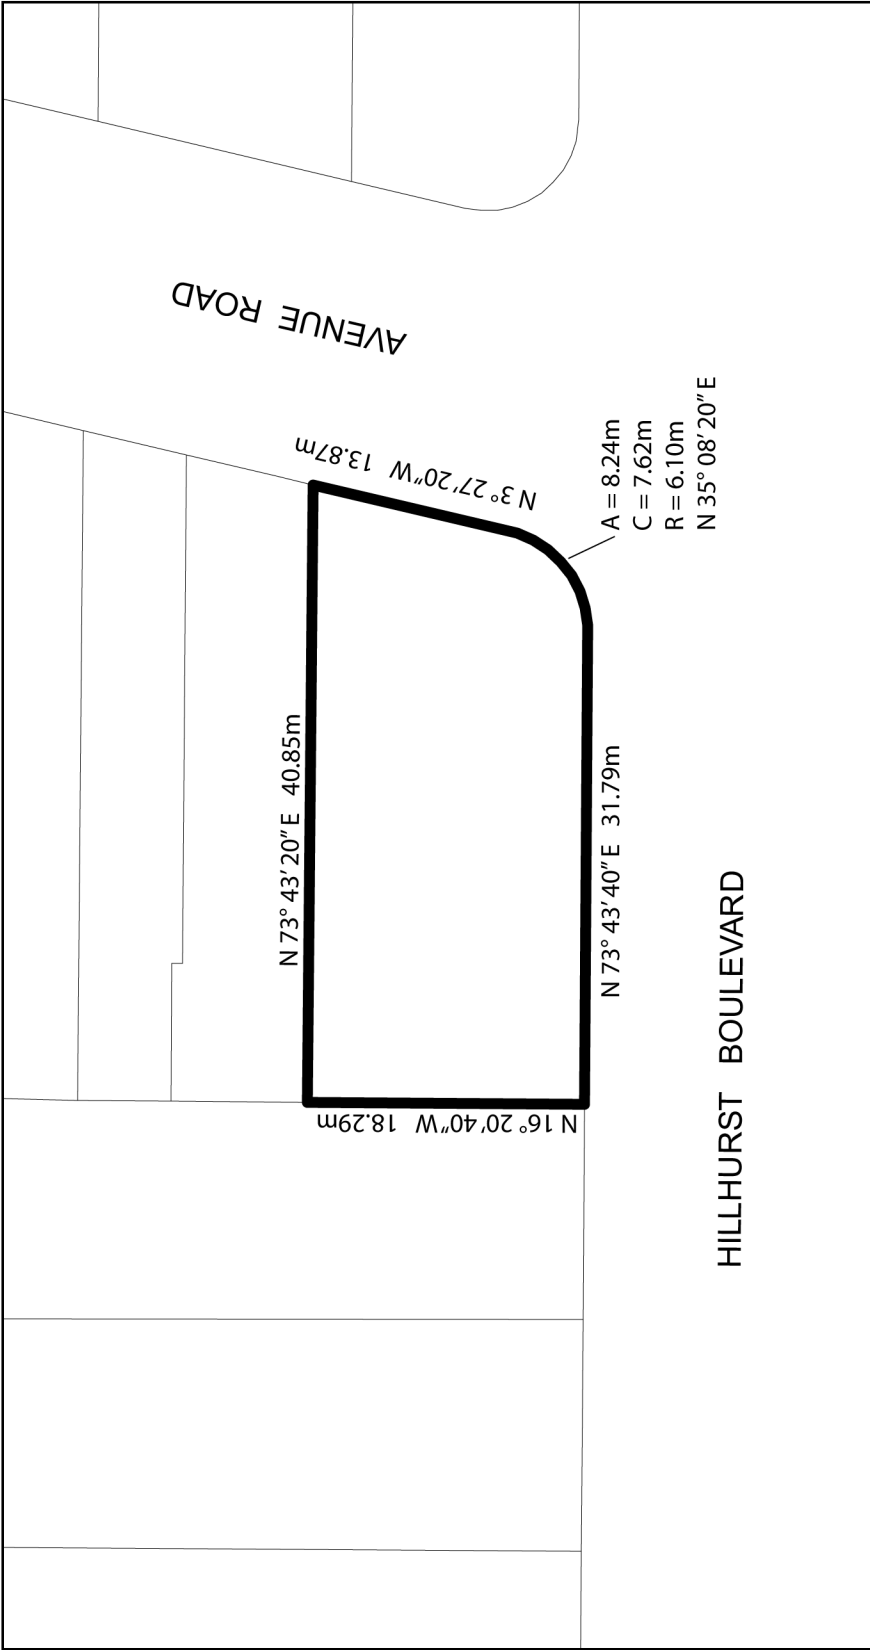 AVENUE ROAD
N 3° 27’ 20” W 13.87m
A = 8.24m
C = 7.62m
R = 6.10m
N 35° 08’ 20” E
N 73° 43’ 20” E 40.85m
N 73° 43’ 40” E 31.79m
N 16° 20’ 40” W 18.29m
HILLHURST BOULEVARD